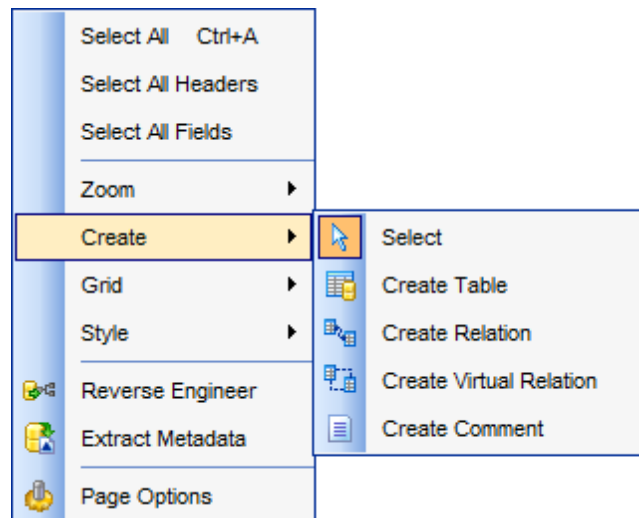 Select All Ctrl+A
Select All Headers
Select All Fields
Zoom
Create
Grid
Style
Reverse Engineer
Extract Metadata
Page Options
Select
Create Table
Create Relation
Create Virtual Relation
Create Comment